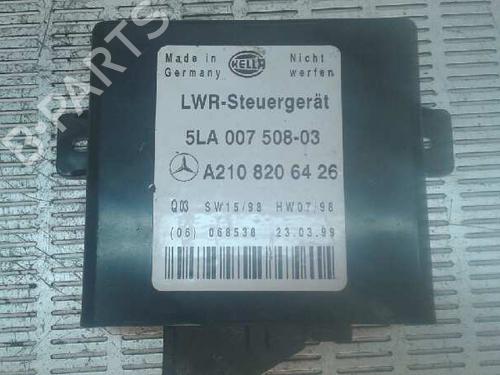 B-PARTS
Made in Germany
HELLA
Nicht werfen
LWR-Steuergerät
5LA 007 508-03
A210 820 64 26
Q03 SW15/98 HW07/98
(06) 068538 23.03.99